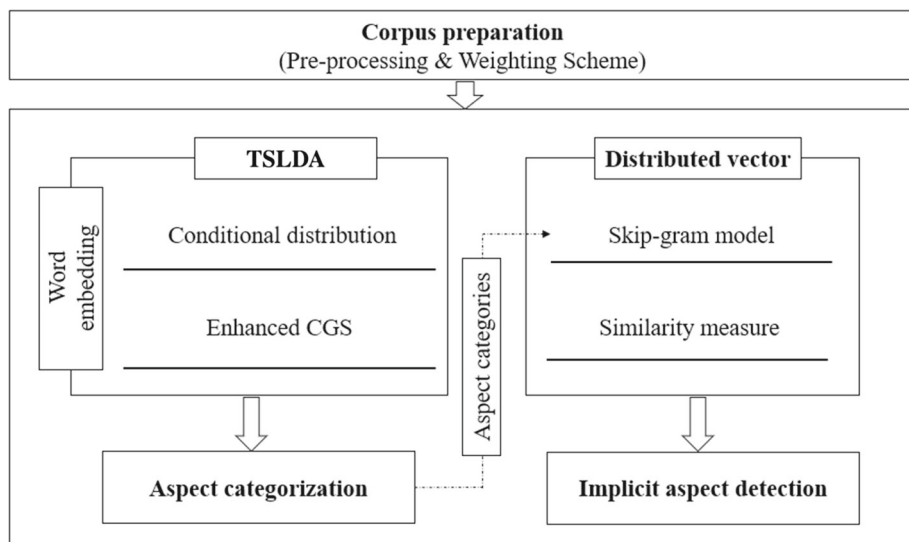 Corpus preparation
(Pre-processing & Weighting Scheme)
TSLDA
Word
embedding
Conditional distribution
Enhanced CGS
Aspect categorization
Aspect categories
Distributed vector
Skip-gram model
Similarity measure
Implicit aspect detection